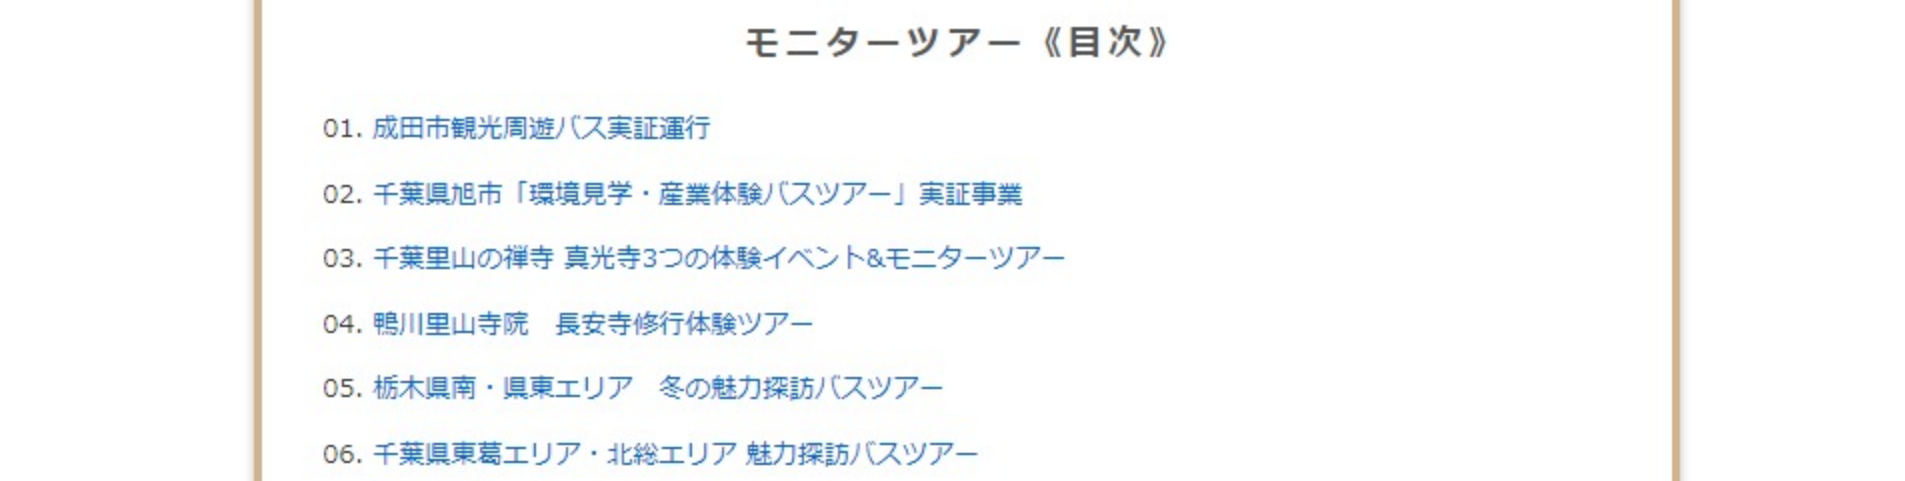 モニターツアー《目次》
01. 成田市観光周遊バス実証運行
02. 千葉県旭市「環境見学・産業体験バスツアー」実証事業
03. 千葉里山の禅寺 真光寺3つの体験イベント&モニターツアー
04. 鴨川里山寺院　長安寺修行体験ツアー
05. 栃木県南・県東エリア　冬の魅力探訪バスツアー
06. 千葉県東葛エリア・北総エリア 魅力探訪バスツアー